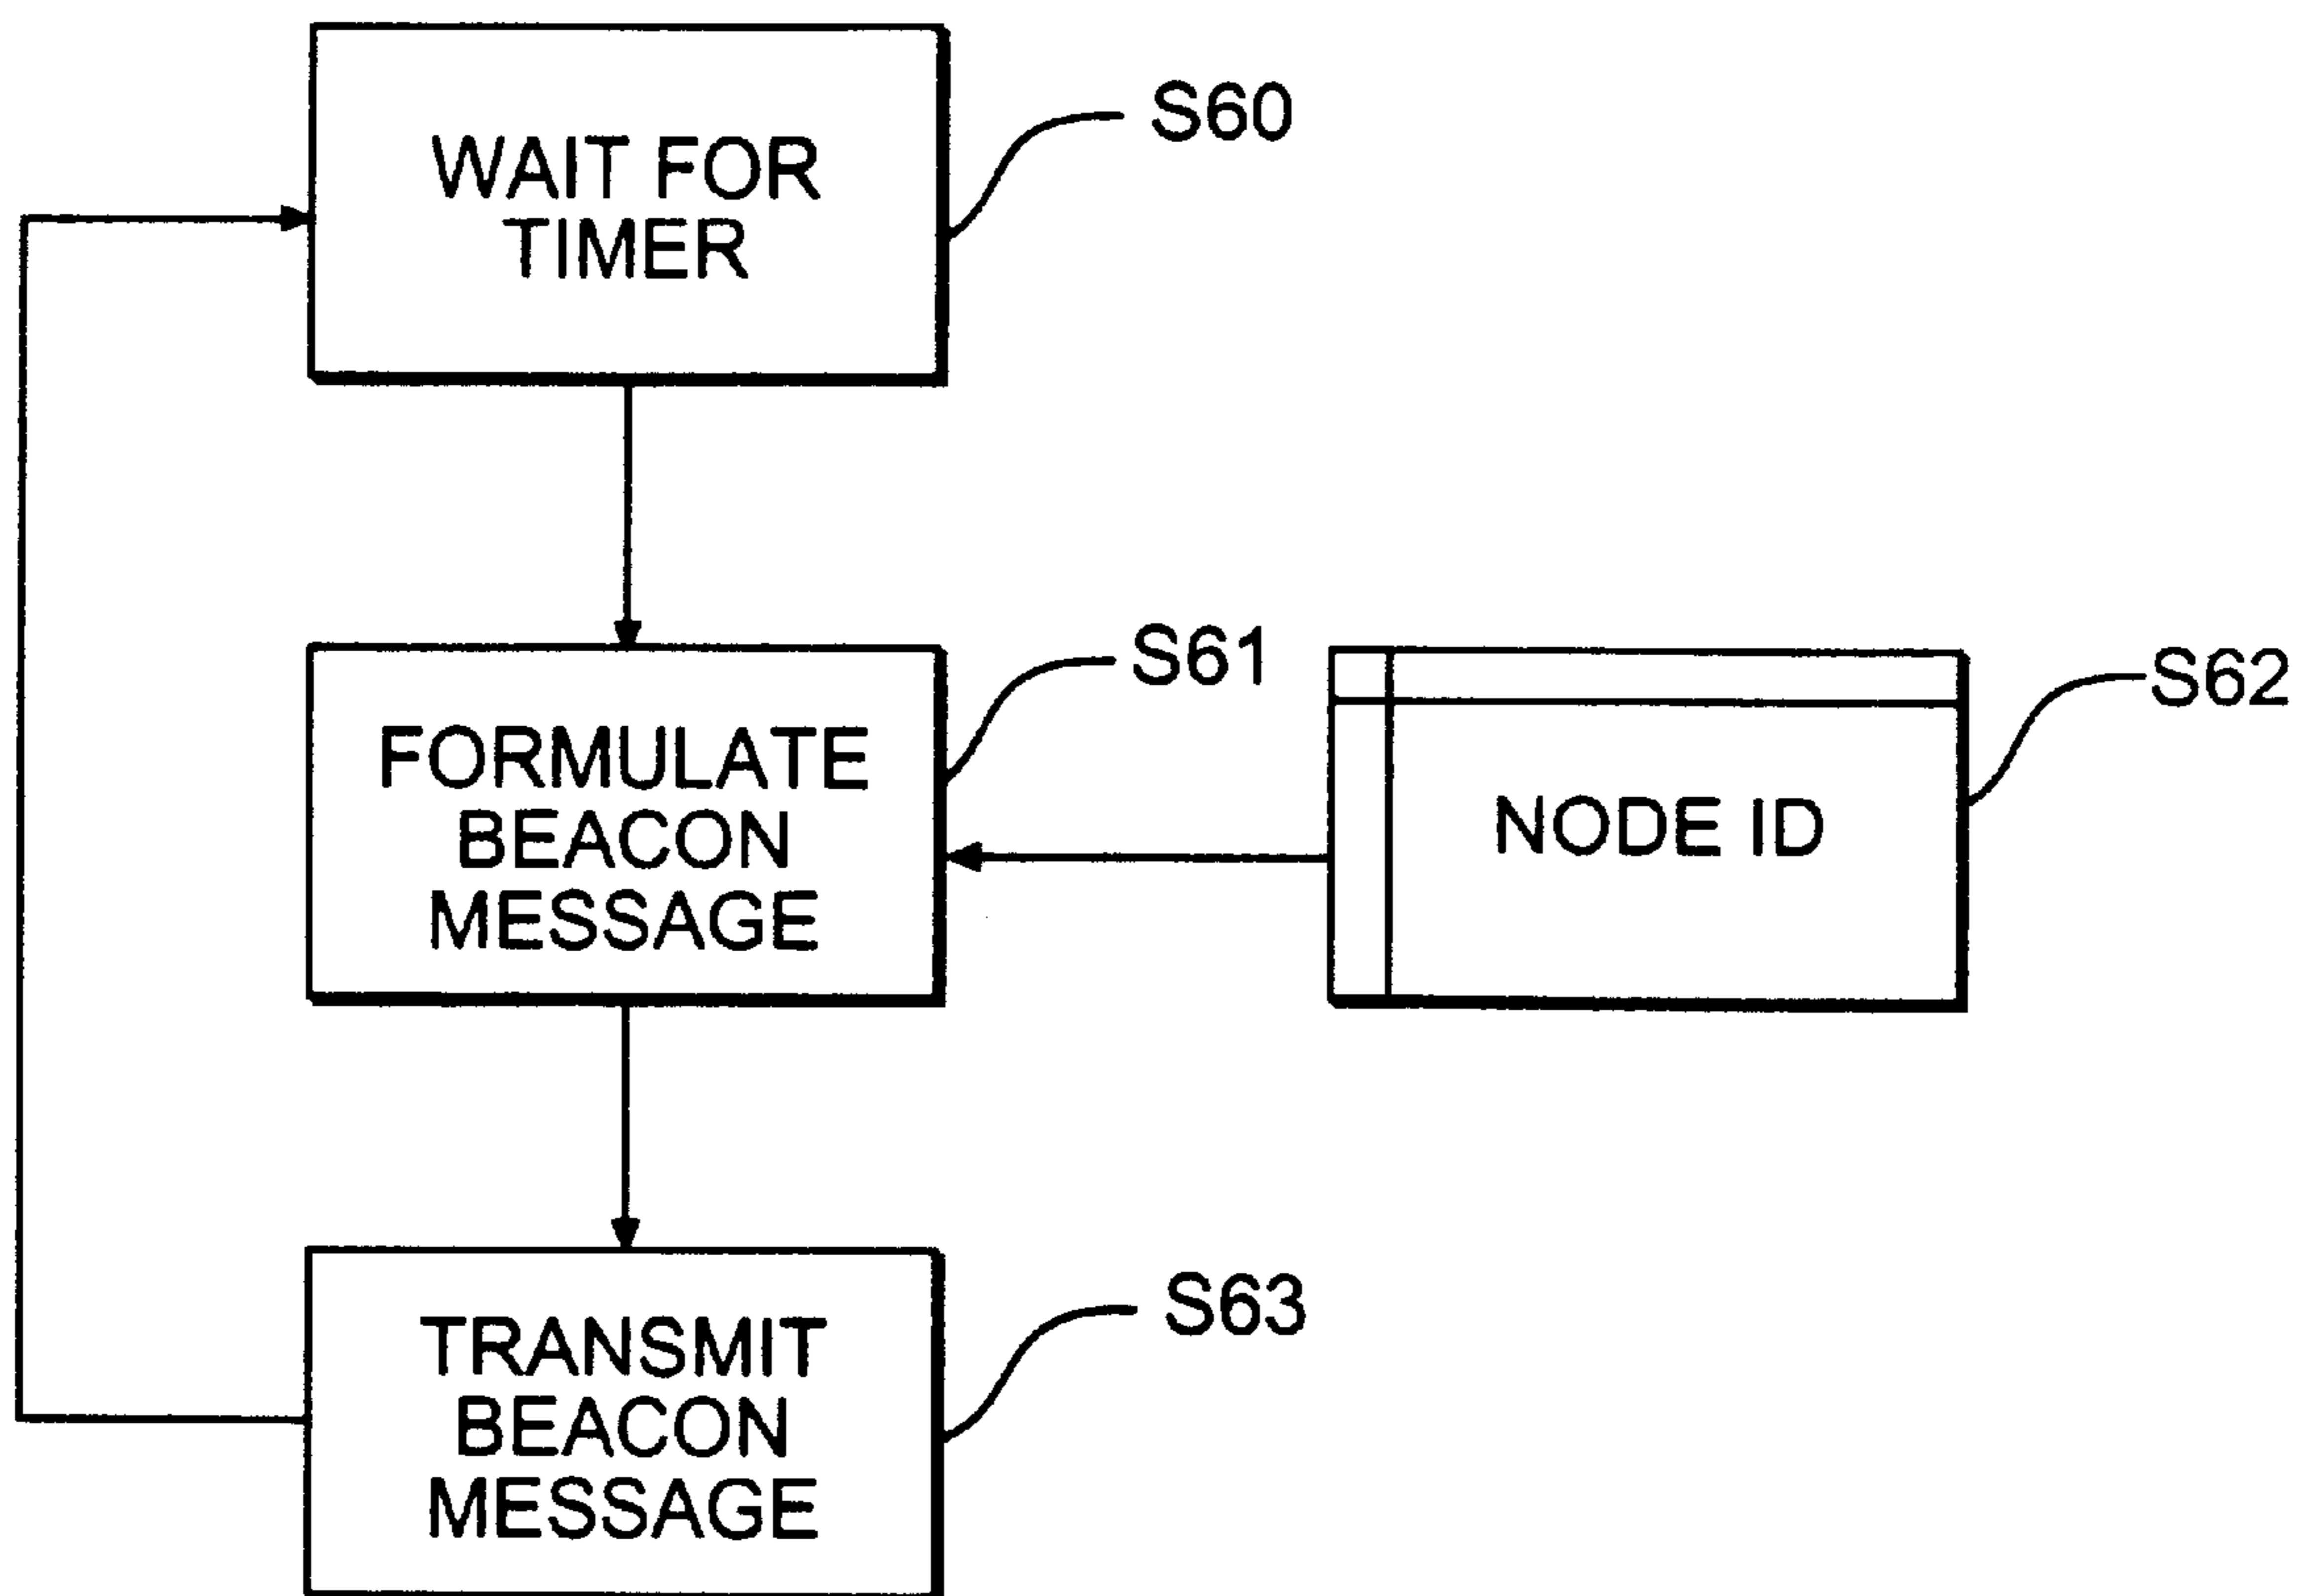 WAIT FOR
TIMER
S60
FORMULATE
BEACON
MESSAGE
S61
NODE ID
S62
TRANSMIT
BEACON
MESSAGE
S63